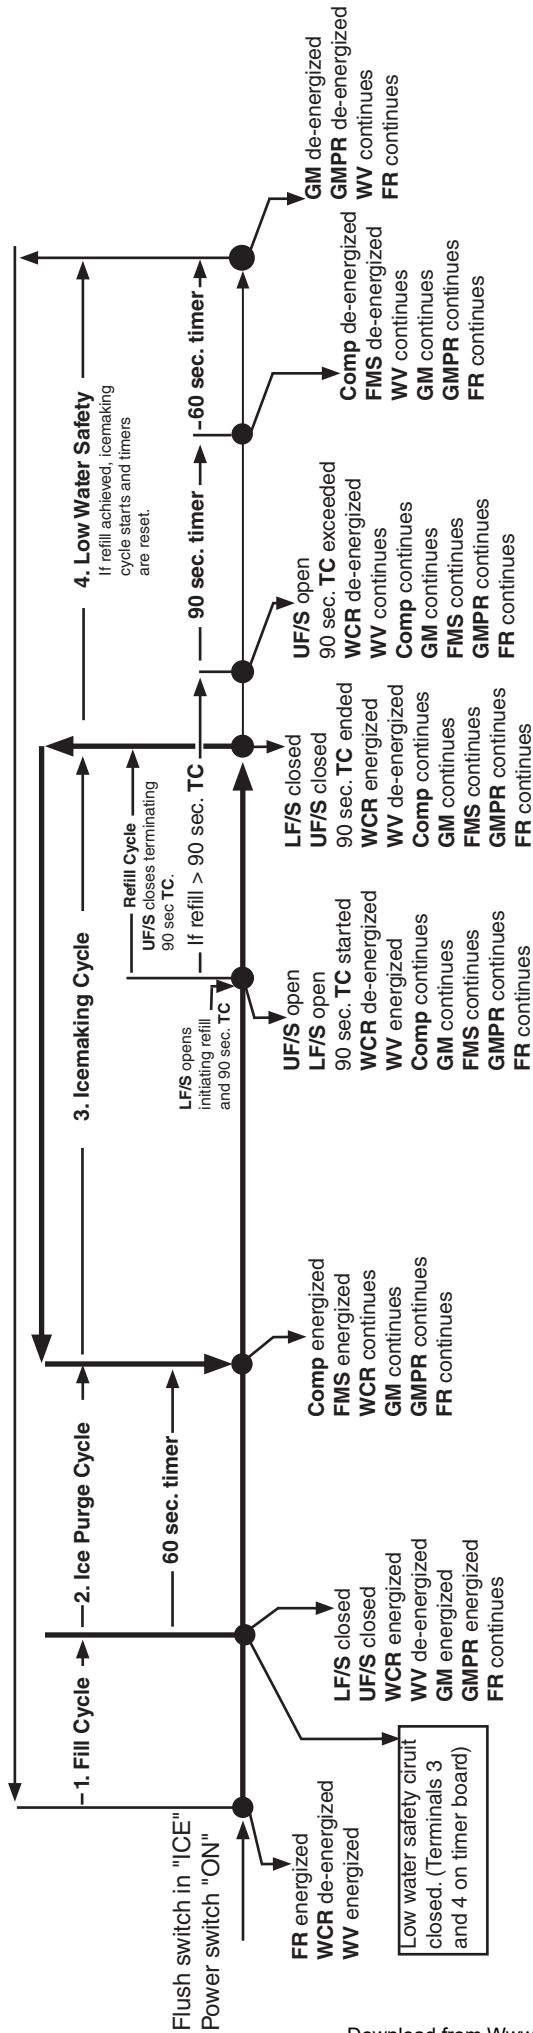 Flush switch in "ICE"
Power switch "ON"
1. Fill Cycle
2. Ice Purge Cycle
3. Icemaking Cycle
4. Low Water Safety
If refill achieved, icemaking
cycle starts and timers
are reset.
60 sec. timer
LF/S opens
initiating refill
and 90 sec. TC
Refill Cycle
UF/S closes terminating
90 sec TC.
If refill > 90 sec. TC
90 sec. timer
60 sec. timer
FR energized
WCR de-energized
WV energized
Low water safety ciruit
closed. (Terminals 3
and 4 on timer board)
LF/S closed
UF/S closed
WCR energized
WV de-energized
GM energized
GMPR energized
FR continues
Comp energized
FMS energized
WCR continues
GM continues
GMPR continues
FR continues
UF/S open
LF/S open
90 sec. TC started
WCR de-energized
WV energized
Comp continues
GM continues
FMS continues
GMPR continues
FR continues
LF/S closed
UF/S closed
90 sec. TC ended
WCR energized
WV de-energized
Comp continues
GM continues
FMS continues
GMPR continues
FR continues
UF/S open
90 sec. TC exceeded
WCR de-energized
WV continues
Comp continues
GM continues
FMS continues
GMPR continues
FR continues
Comp de-energized
FMS de-energized
WV continues
GM continues
GMPR continues
FR continues
GM de-energized
GMPR de-energized
WV continues
FR continues